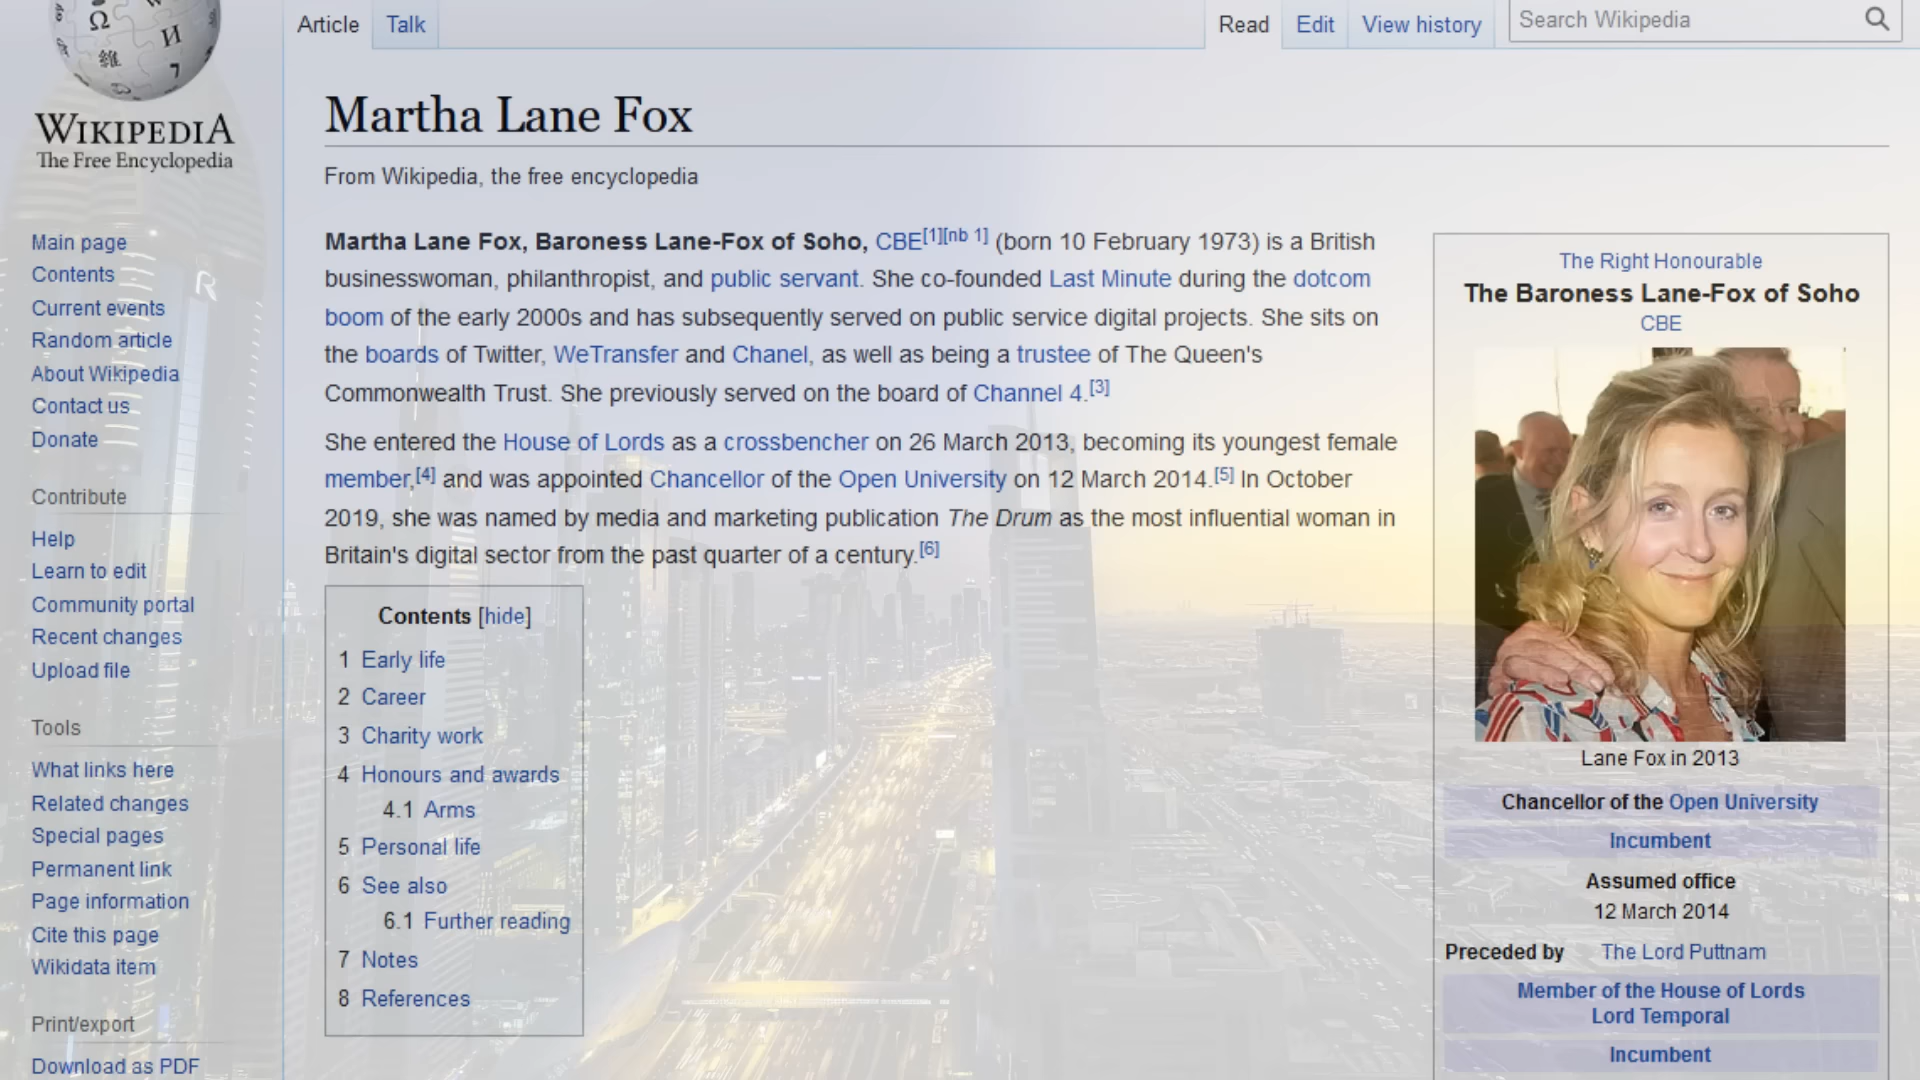 Article
Talk
Read
Edit
View history
Search Wikipedia
WIKIPEDIA
The Free Encyclopedia
Main page
Contents
Current events
Random article
About Wikipedia
Contact us
Donate
Contribute
Help
Learn to edit
Community portal
Recent changes
Upload file
Tools
What links here
Related changes
Special pages
Permanent link
Page information
Cite this page
Wikidata item
Print/export
Download as PDF
Martha Lane Fox
From Wikipedia, the free encyclopedia
Martha Lane Fox, Baroness Lane-Fox of Soho, CBE[1][nb 1] (born 10 February 1973) is a British
businesswoman, philanthropist, and public servant. She co-founded Last Minute during the dotcom
boom of the early 2000s and has subsequently served on public service digital projects. She sits on
the boards of Twitter, WeTransfer and Chanel, as well as being a trustee of The Queen's
Commonwealth Trust. She previously served on the board of Channel 4.[3]
She entered the House of Lords as a crossbencher on 26 March 2013, becoming its youngest female
member,[4] and was appointed Chancellor of the Open University on 12 March 2014.[5] In October
2019, she was named by media and marketing publication The Drum as the most influential woman in
Britain's digital sector from the past quarter of a century.[6]
Contents [hide]
1 Early life
2 Career
3 Charity work
4 Honours and awards
4.1 Arms
5 Personal life
6 See also
6.1 Further reading
7 Notes
8 References
The Right Honourable
The Baroness Lane-Fox of Soho
CBE
Lane Fox in 2013
Chancellor of the Open University
Incumbent
Assumed office
12 March 2014
Preceded by The Lord Puttnam
Member of the House of Lords
Lord Temporal
Incumbent